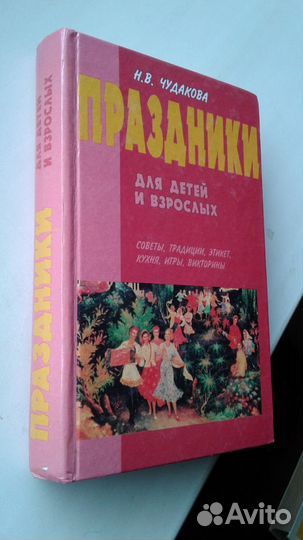 Н.В. ЧУДАКОВА
ПРАЗДНИКИ
ДЛЯ ДЕТЕЙ
И ВЗРОСЛЫХ
СОВЕТЫ, ТРАДИЦИИ, ЭТИКЕТ,
КУХНЯ, ИГРЫ, ВИКТОРИНЫ
ПРАЗДНИКИ
ДЛЯ ДЕТЕЙ
И ВЗРОСЛЫХ
Avito